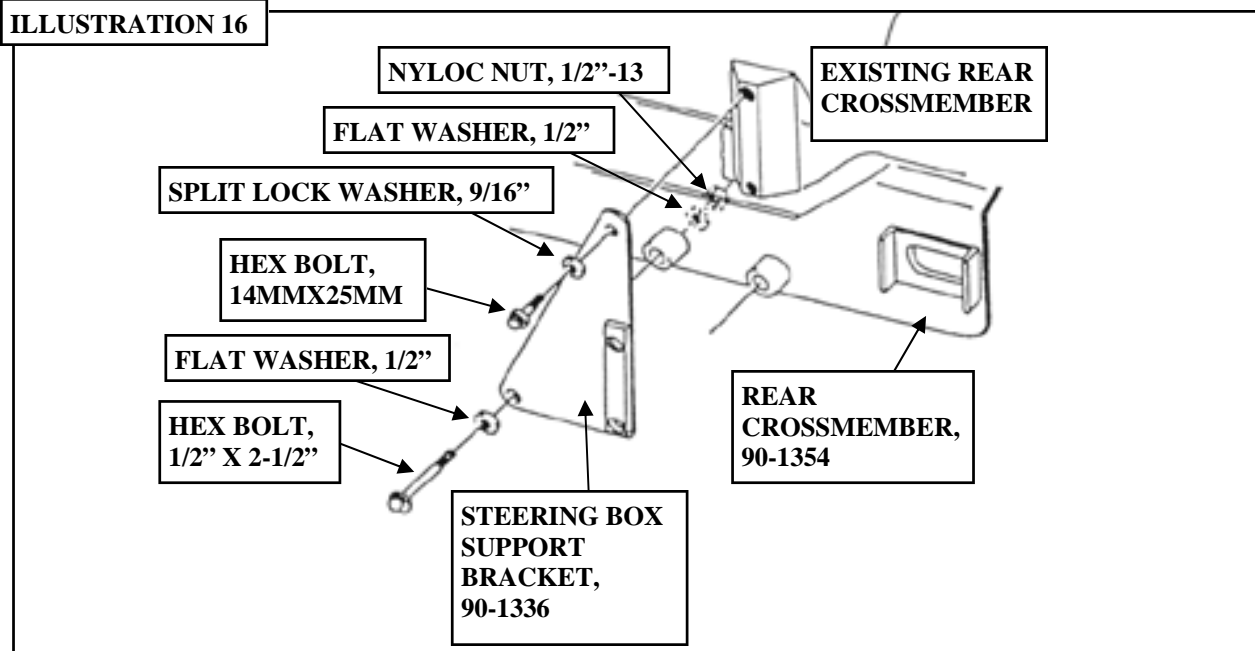 ILLUSTRATION 16
NYLOC NUT, 1/2”-13
EXISTING REAR
CROSSMEMBER
FLAT WASHER, 1/2”
SPLIT LOCK WASHER, 9/16”
HEX BOLT,
14MMX25MM
FLAT WASHER, 1/2”
HEX BOLT,
1/2” X 2-1/2”
REAR
CROSSMEMBER,
90-1354
STEERING BOX
SUPPORT
BRACKET,
90-1336